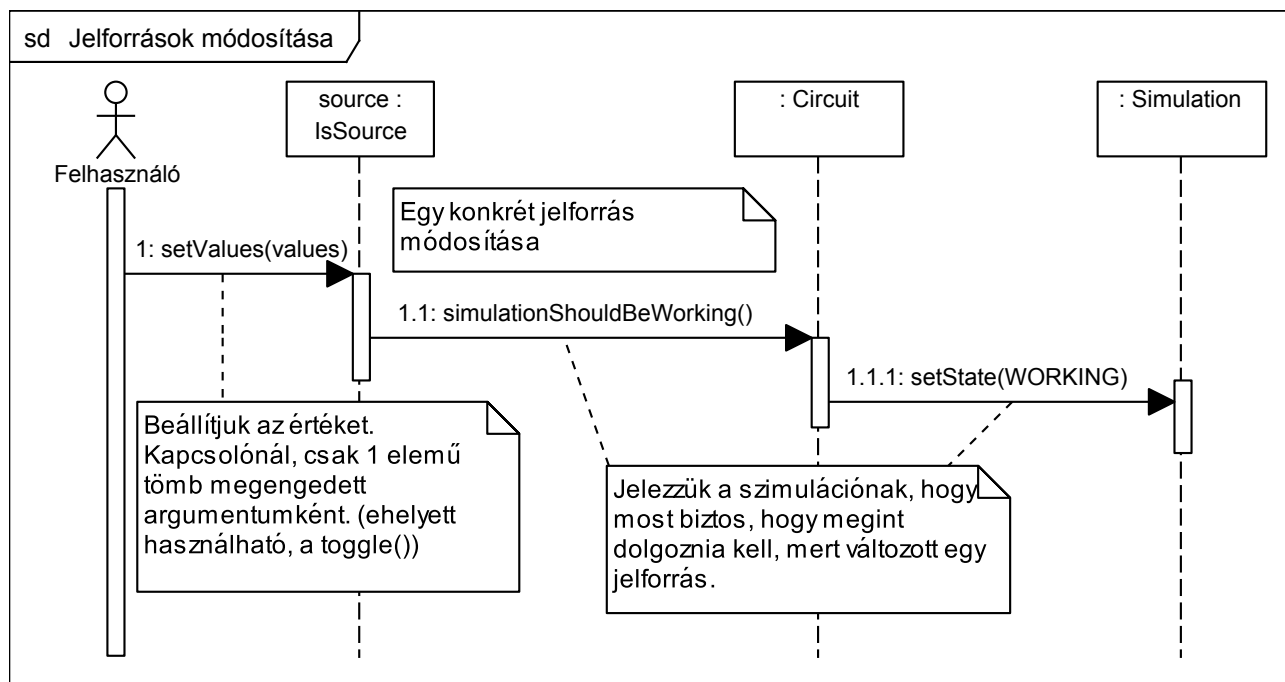 sd Jelforrások módosítása
source :
IsSource
: Circuit
: Simulation
Felhasználó
Egy konkrét jelforrás
módosítása
1: setValues(values)
1.1: simulationShouldBeWorking()
1.1.1: setState(WORKING)
Beállítjuk az értéket.
Kapcsolónál, csak 1 elemű
tömb megengedett
argumentumként. (ehelyett
használható, a toggle())
Jelezzük a szimulációnak, hogy
most biztos, hogy megint
dolgoznia kell, mert változott egy
jelforrás.